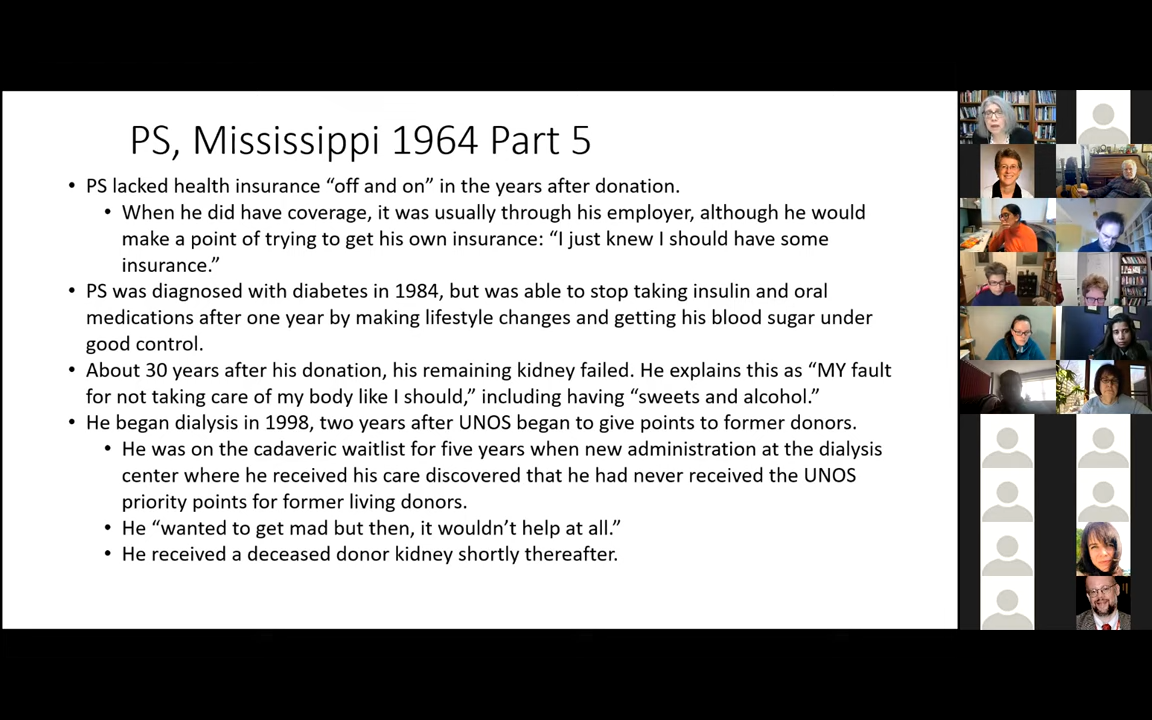 PS, Mississippi 1964 Part 5
• PS lacked health insurance “off and on” in the years after donation.
• When he did have coverage, it was usually through his employer, although he would
make a point of trying to get his own insurance: “I just knew I should have some
insurance.”
• PS was diagnosed with diabetes in 1984, but was able to stop taking insulin and oral
medications after one year by making lifestyle changes and getting his blood sugar under
good control.
• About 30 years after his donation, his remaining kidney failed. He explains this as “MY fault
for not taking care of my body like I should,” including having “sweets and alcohol.”
• He began dialysis in 1998, two years after UNOS began to give points to former donors.
• He was on the cadaveric waitlist for five years when new administration at the dialysis
center where he received his care discovered that he had never received the UNOS
priority points for former living donors.
• He “wanted to get mad but then, it wouldn’t help at all.”
• He received a deceased donor kidney shortly thereafter.